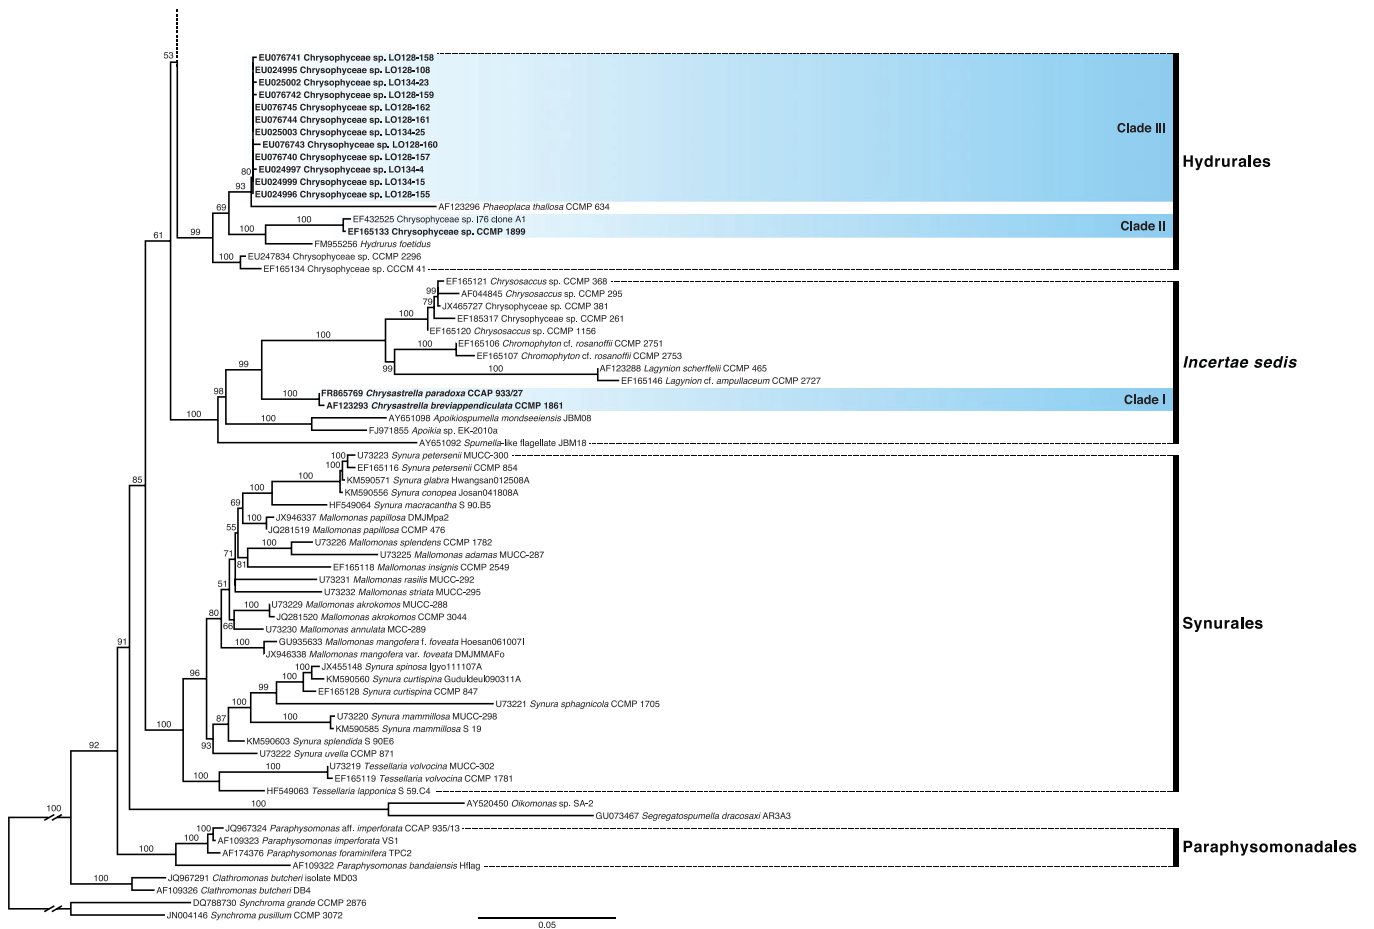 53
EU076741 Chrysophyceae sp. LO128-158
EU024995 Chrysophyceae sp. LO128-108
EU025002 Chrysophyceae sp. LO134-23
EU076742 Chrysophyceae sp. LO128-159
EU076745 Chrysophyceae sp. LO128-162
EU076744 Chrysophyceae sp. LO128-161
Clade III
EU025003 Chrysophyceae sp. LO134-25
EU076743 Chrysophyceae sp. LO128-160
EU076740 Chrysophyceae sp. LO128-157
Hydrurales
80
EU024997 Chrysophyceae sp. LO134-4
EU024999 Chrysophyceae sp. LO134-15
93
EU024996 Chrysophyceae sp. LO128-155
AF123296 Phaeoplaca thallosa CCMP 634
69
100
EF432525 Chrysophyceae sp. I76 clone A1
Clade II
100
EF165133 Chrysophyceae sp. CCMP 1899
61
99
FM955256 Hydrurus foetidus
100
EU247834 Chrysophyceae sp. CCMP 2296
EF165134 Chrysophyceae sp. CCCM 41
EF165121 Chrysosaccus sp. CCMP 368
99
AF044845 Chrysosaccus sp. CCMP 295
79
JX465727 Chrysophyceae sp. CCMP 381
100
EF185317 Chrysophyceae sp. CCMP 261
EF165120 Chrysosaccus sp. CCMP 1156
100
100
EF165106 Chromophyton cf. rosanoffii CCMP 2751
EF165107 Chromophyton cf. rosanoffii CCMP 2753
Incertae sedis
99
99
100
AF123288 Lagynion scherffelii CCMP 465
EF165146 Lagynion cf. ampullaceum CCMP 2727
98
100
FR865769 Chrysastrella paradoxa CCAP 933/27
Clade I
AF123293 Chrysastrella breviappendiculata CCMP 1861
100
100
AY651098 Apoikiospumella mondseeiensis JBM08
FJ971855 Apoikia sp. EK-2010a
AY651092 Spumella-like flagellate JBM18
100
U73223 Synura petersenii MUCC-300
100
EF165116 Synura petersenii CCMP 854
100
KM590571 Synura glabra Hwangsan012508A
85
100
KM590556 Synura conopea Josan041808A
69
HF549064 Synura macracantha S 90.B5
100
JX946337 Mallomonas papillosa DMJMpa2
55
JQ281519 Mallomonas papillosa CCMP 476
100
U73226 Mallomonas splendens CCMP 1782
71
U73225 Mallomonas adamas MUCC-287
81
EF165118 Mallomonas insignis CCMP 2549
51
U73231 Mallomonas rasilis MUCC-292
U73232 Mallomonas striata MUCC-295
100
U73229 Mallomonas akrokomos MUCC-288
80
JQ281520 Mallomonas akrokomos CCMP 3044
Synurales
66
U73230 Mallomonas annulata MCC-289
91
100
GU935633 Mallomonas mangofera f. foveata Hoesan061007I
JX946338 Mallomonas mangofera var. foveata DMJMMAFo
100
JX455148 Synura spinosa Igyo111107A
96
100
KM590560 Synura curtispina Guduldeul090311A
99
EF165128 Synura curtispina CCMP 847
100
U73221 Synura sphagnicola CCMP 1705
87
100
U73220 Synura mammillosa MUCC-298
100
KM590585 Synura mammillosa S 19
93
KM590603 Synura splendida S 90E6
92
U73222 Synura uvella CCMP 871
100
U73219 Tessellaria volvocina MUCC-302
100
EF165119 Tessellaria volvocina CCMP 1781
HF549063 Tessellaria lapponica S 59.C4
100
100
AY520450 Oikomonas sp. SA-2
GU073467 Segregatospumella dracosaxi AR3A3
100
JQ967324 Paraphysomonas aff. imperforata CCAP 935/13
100
AF109323 Paraphysomonas imperforata VS1
100
AF174376 Paraphysomonas foraminifera TPC2
Paraphysomonadales
AF109322 Paraphysomonas bandaiensis Hflag
100
JQ967291 Clathromonas butcheri isolate MD03
AF109326 Clathromonas butcheri DB4
DQ788730 Synchroma grande CCMP 2876
JN004146 Synchroma pusillum CCMP 3072
0.05